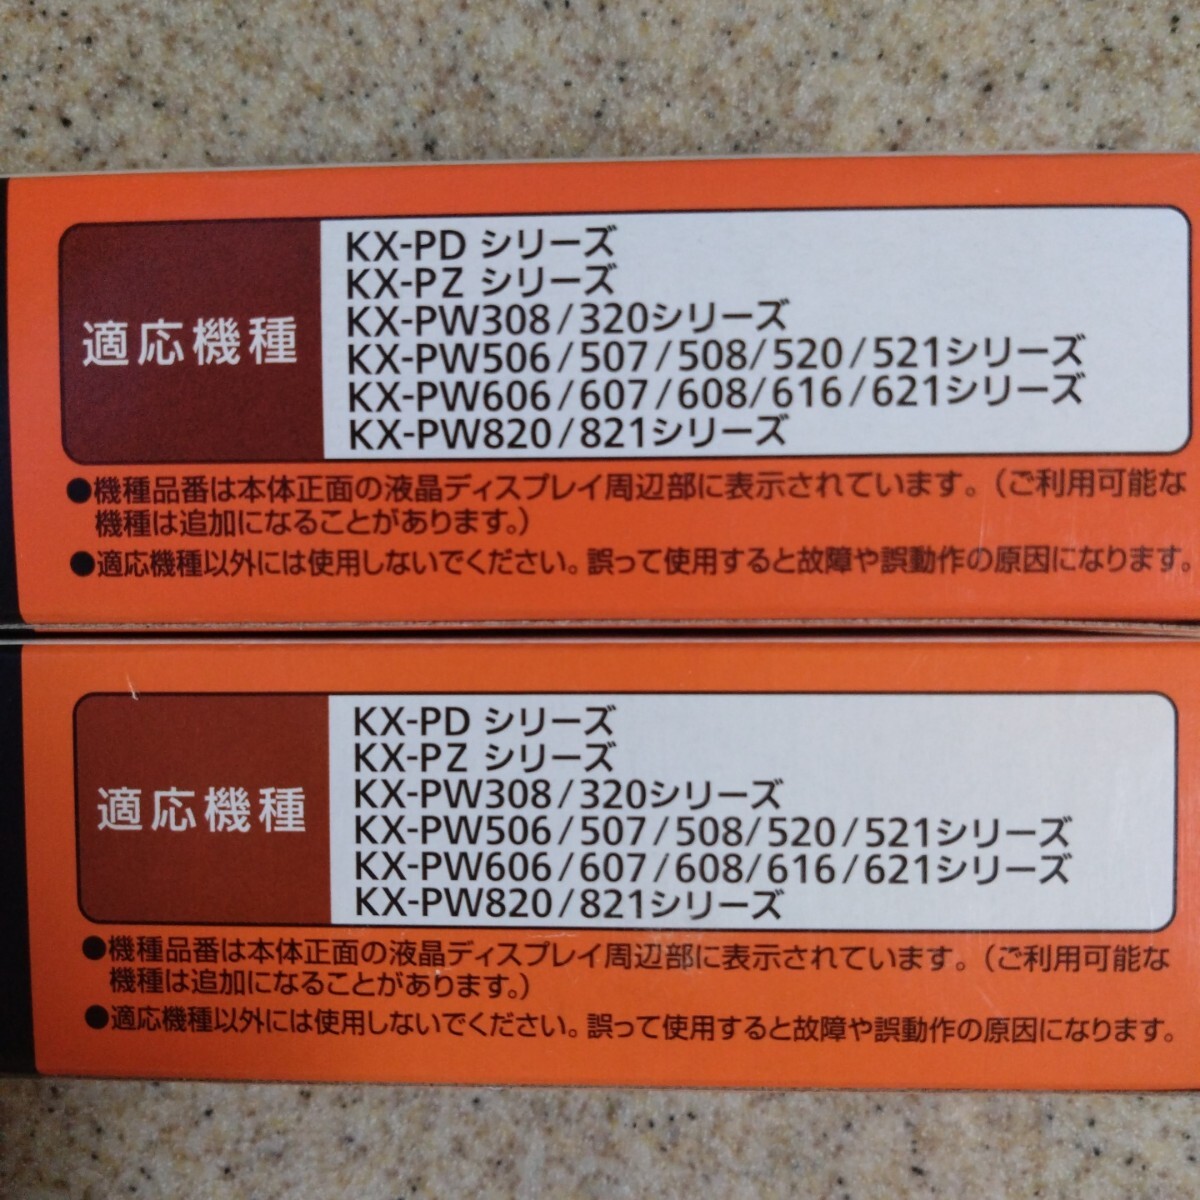 適応機種
KX-PD シリーズ
KX-PZ シリーズ
KX-PW308/320シリーズ
KX-PW506/507/508/520/521シリーズ
KX-PW606/607/608/616/621シリーズ
KX-PW820/821シリーズ
●機種品番は本体正面の液晶ディスプレイ周辺部に表示されています。(ご利用可能な
機種は追加になることがあります。)
●適応機種以外には使用しないでください。誤って使用すると故障や誤動作の原因になります。
適応機種
KX-PD シリーズ
KX-PZ シリーズ
KX-PW308/320シリーズ
KX-PW506/507/508/520/521シリーズ
KX-PW606/607/608/616/621シリーズ
KX-PW820/821シリーズ
●機種品番は本体正面の液晶ディスプレイ周辺部に表示されています。(ご利用可能な
機種は追加になることがあります。)
●適応機種以外には使用しないでください。誤って使用すると故障や誤動作の原因になります。